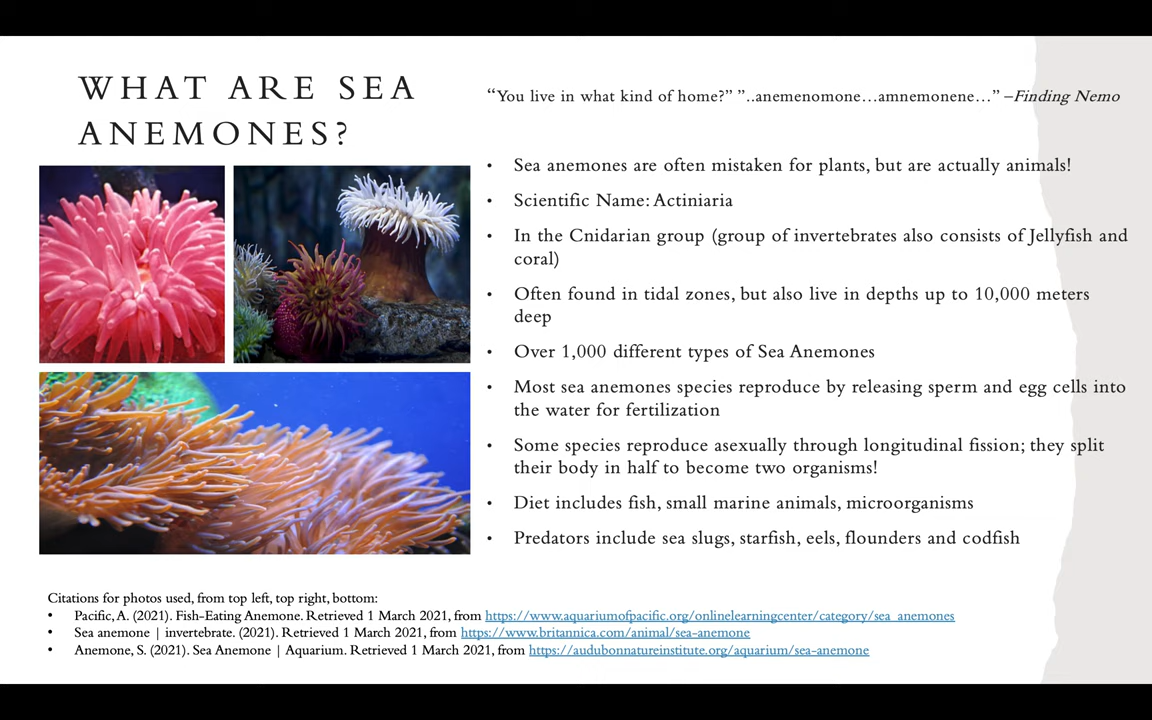 WHAT ARE SEA
ANEMONES?
“You live in what kind of home?” ”..anemenomone…amnemonene…” –Finding Nemo
• Sea anemones are often mistaken for plants, but are actually animals!
• Scientific Name: Actiniaria
• In the Cnidarian group (group of invertebrates also consists of Jellyfish and
coral)
• Often found in tidal zones, but also live in depths up to 10,000 meters
deep
• Over 1,000 different types of Sea Anemones
• Most sea anemones species reproduce by releasing sperm and egg cells into
the water for fertilization
• Some species reproduce asexually through longitudinal fission; they split
their body in half to become two organisms!
• Diet includes fish, small marine animals, microorganisms
• Predators include sea slugs, starfish, eels, flounders and codfish
Citations for photos used, from top left, top right, bottom:
• Pacific, A. (2021). Fish-Eating Anemone. Retrieved 1 March 2021, from https://www.aquariumofpacific.org/onlinelearningcenter/category/sea_anemones
• Sea anemone | invertebrate. (2021). Retrieved 1 March 2021, from https://www.britannica.com/animal/sea-anemone
• Anemone, S. (2021). Sea Anemone | Aquarium. Retrieved 1 March 2021, from https://audubonnatureinstitute.org/aquarium/sea-anemone